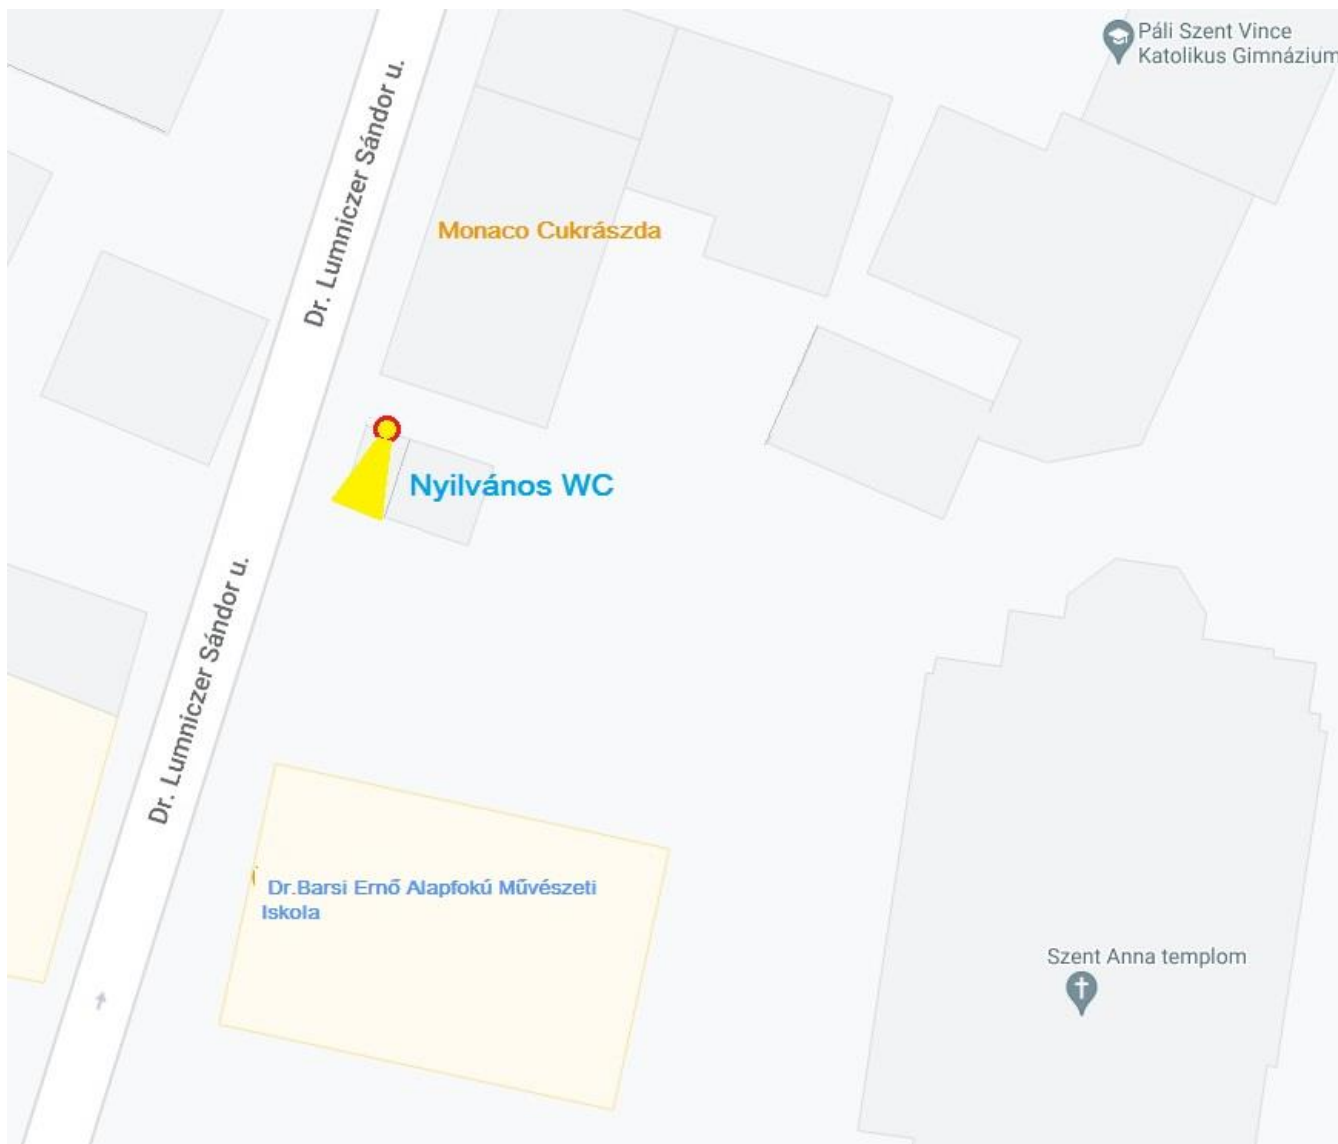 Páli Szent Vince
Katolikus Gimnázium
Dr. Lumniczer Sándor u.
Monaco Cukrászda
Nyilvános WC
Dr. Lumniczer Sándor u.
Dr.Barsi Ernő Alapfokú Művészeti
Iskola
Szent Anna templom